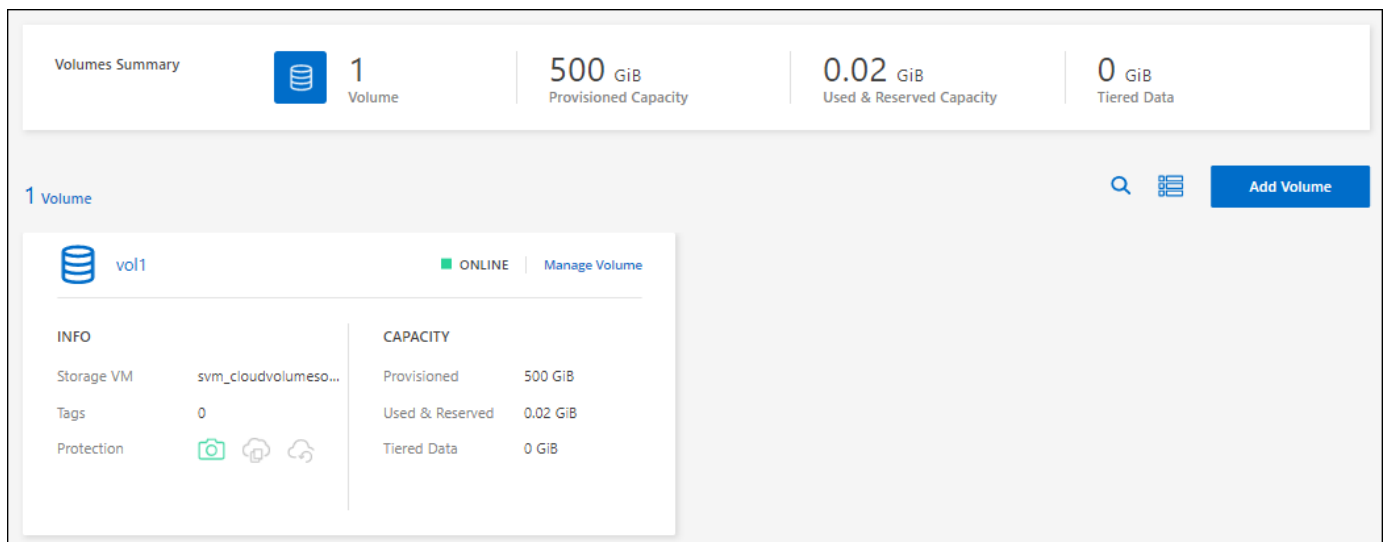 Volumes Summary
1
Volume
500 GiB
Provisioned Capacity
0.02 GiB
Used & Reserved Capacity
0 GiB
Tiered Data
1 Volume
Add Volume
vol1
ONLINE
Manage Volume
INFO
Storage VM svm_cloudvolumeso...
Tags 0
Protection
CAPACITY
Provisioned 500 GiB
Used & Reserved 0.02 GiB
Tiered Data 0 GiB